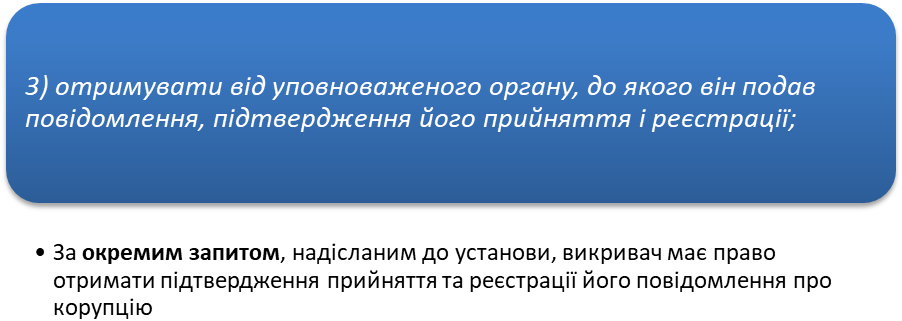 3) отримувати від уповноваженого органу, до якого він подав
повідомлення, підтвердження його прийняття і реєстрації;
• За окремим запитом, надісланим до установи, викривач має право
отримати підтвердження прийняття та реєстрації його повідомлення про
корупцію